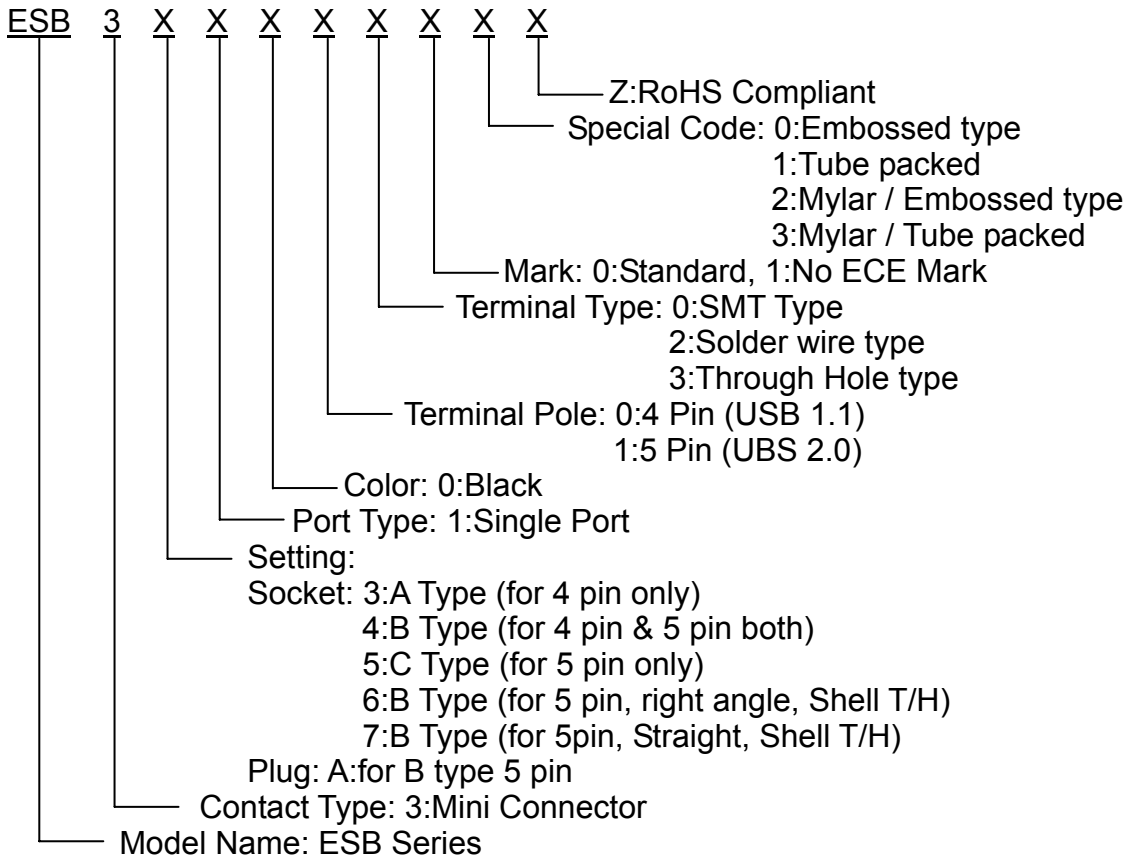 ESB 3 X X X X X X X X
Z:RoHS Compliant
Special Code: 0:Embossed type
1:Tube packed
2:Mylar / Embossed type
3:Mylar / Tube packed
Mark: 0:Standard, 1:No ECE Mark
Terminal Type: 0:SMT Type
2:Solder wire type
3:Through Hole type
Terminal Pole: 0:4 Pin (USB 1.1)
1:5 Pin (UBS 2.0)
Color: 0:Black
Port Type: 1:Single Port
Setting:
Socket: 3:A Type (for 4 pin only)
4:B Type (for 4 pin & 5 pin both)
5:C Type (for 5 pin only)
6:B Type (for 5 pin, right angle, Shell T/H)
7:B Type (for 5pin, Straight, Shell T/H)
Plug: A:for B type 5 pin
Contact Type: 3:Mini Connector
Model Name: ESB Series